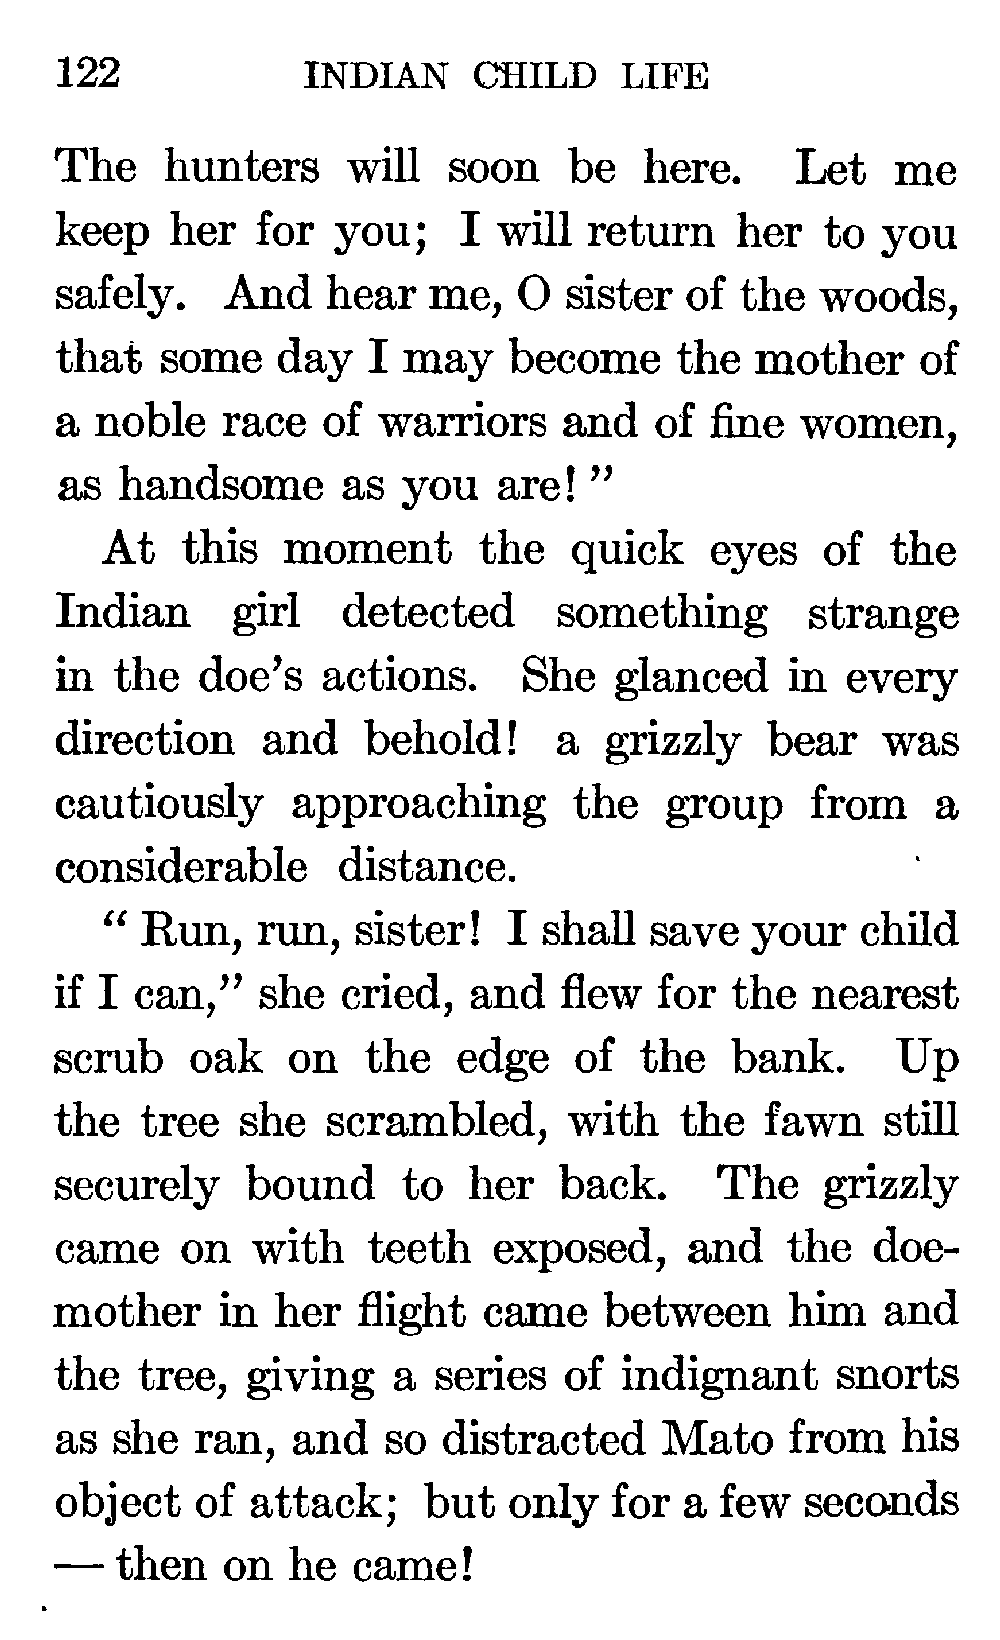 122 INDIAN CHILD LIFE
The hunters will soon be here. Let me
keep her for you; I will return her to you
safely. And hear me, O sister of the woods,
that some day I may become the mother of
a noble race of warriors and of fine women,
as handsome as you are! ”
At this moment the quick eyes of the
Indian girl detected something strange
in the doe’s actions. She glanced in every
direction and behold! a grizzly bear was
cautiously approaching the group from a
considerable distance.
“ Run, run, sister! I shall save your child
if I can,” she cried, and flew for the nearest
scrub oak on the edge of the bank. Up
the tree she scrambled, with the fawn still
securely bound to her back. The grizzly
came on with teeth exposed, and the doe-
mother in her flight came between him and
the tree, giving a series of indignant snorts
as she ran, and so distracted Mato from his
object of attack; but only for a few seconds
— then on he came!